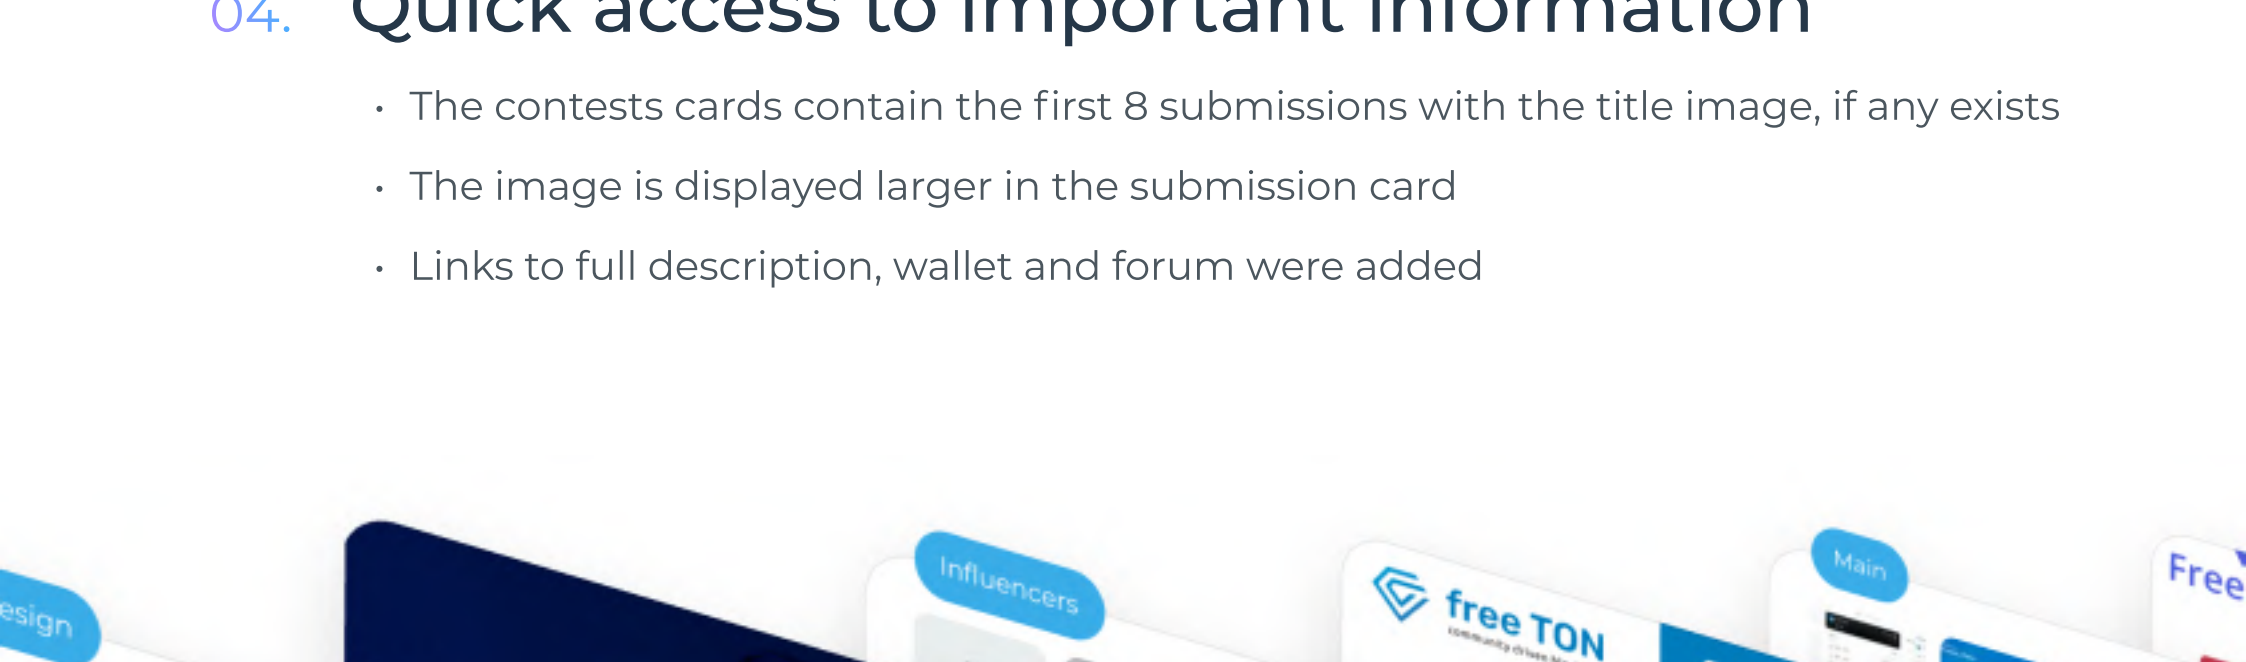 04. Quick access to important information
• The contests cards contain the first 8 submissions with the title image, if any exists
• The image is displayed larger in the submission card
• Links to full description, wallet and forum were added
esign
Influencers
free TON
community driven
Main
Free